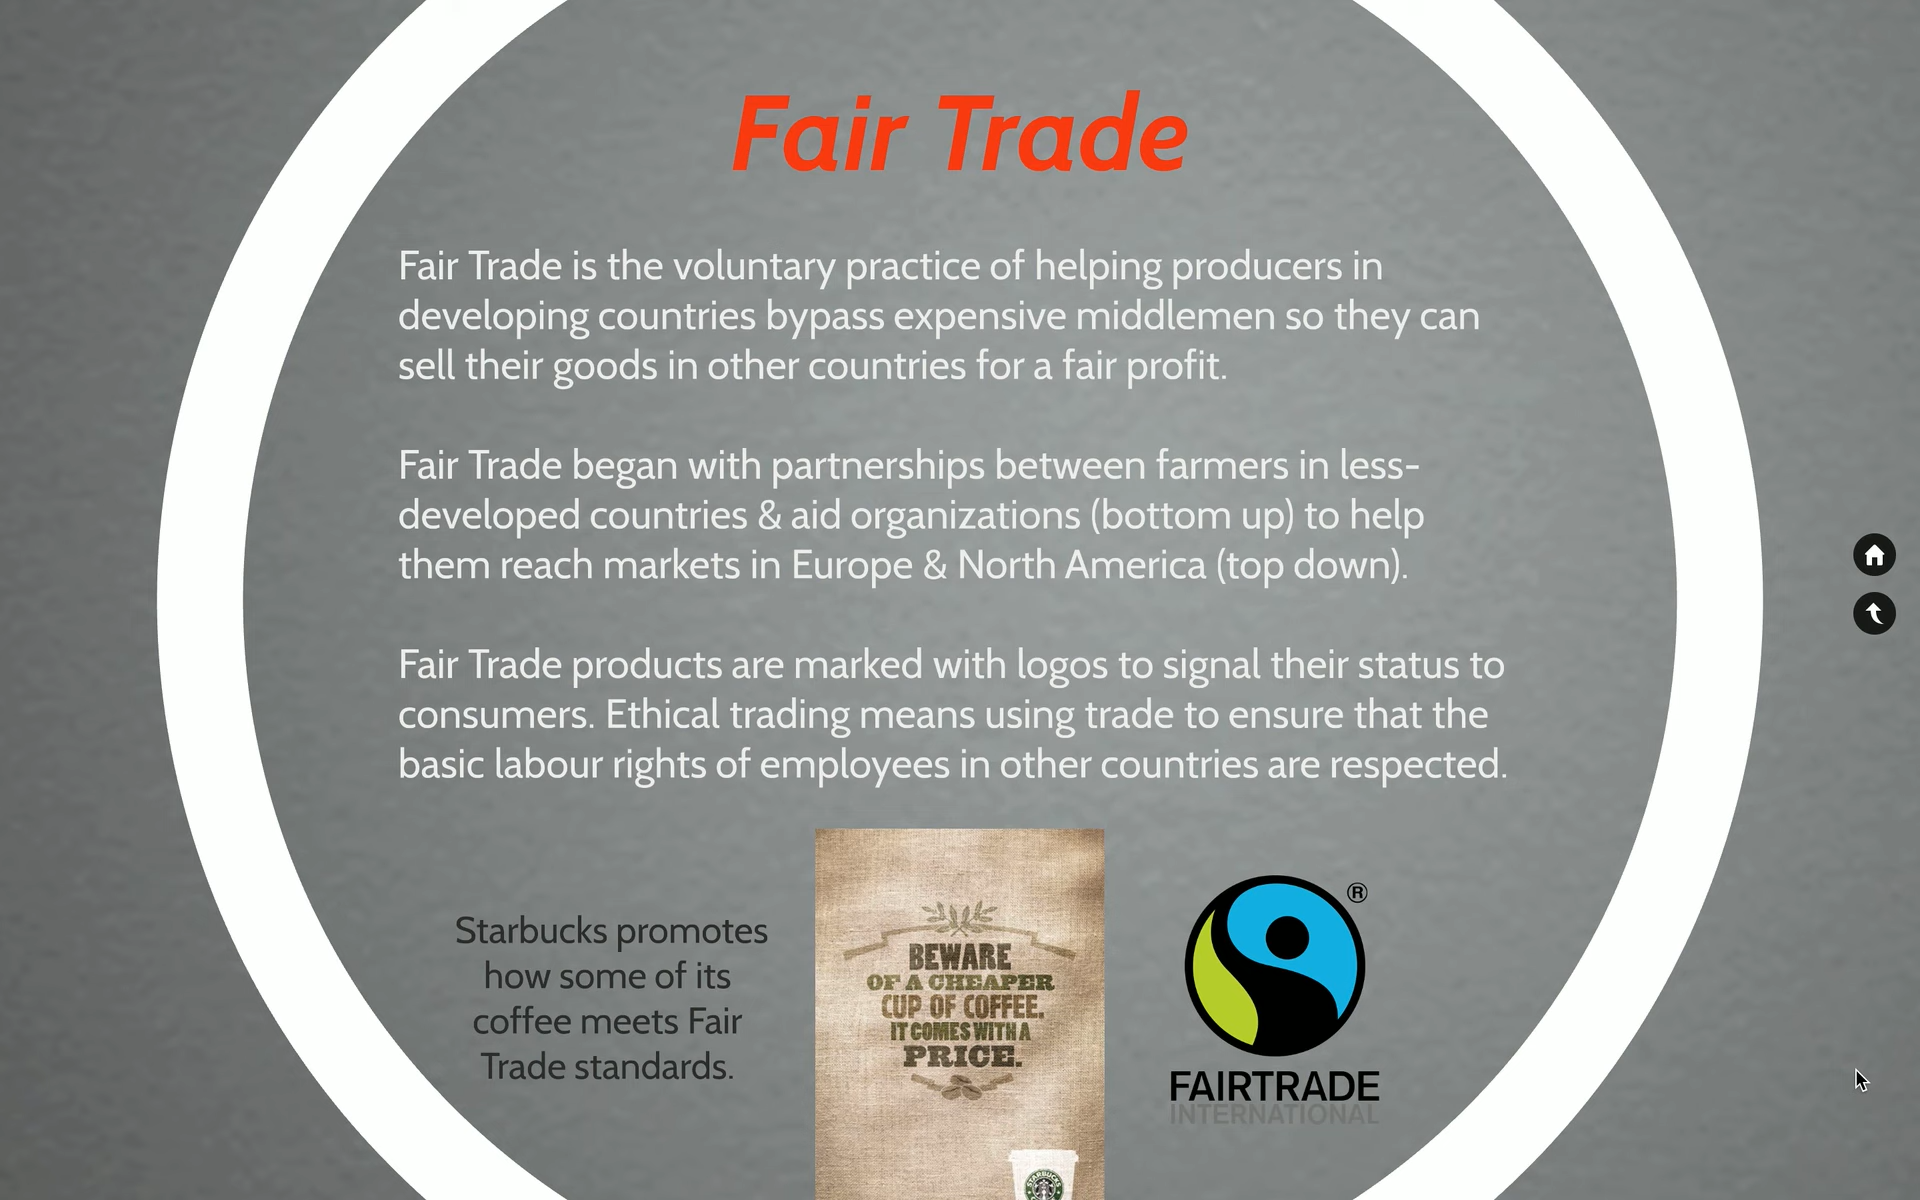 Fair Trade
Fair Trade is the voluntary practice of helping producers in
developing countries bypass expensive middlemen so they can
sell their goods in other countries for a fair profit.
Fair Trade began with partnerships between farmers in less-
developed countries & aid organizations (bottom up) to help
them reach markets in Europe & North America (top down).
Fair Trade products are marked with logos to signal their status to
consumers. Ethical trading means using trade to ensure that the
basic labour rights of employees in other countries are respected.
Starbucks promotes
how some of its
coffee meets Fair
Trade standards.
BEWARE
OF A CHEAPER
CUP OF COFFEE.
IT COMES WITH A
PRICE.
STARBUCKS
®
FAIRTRADE
INTERNATIONAL